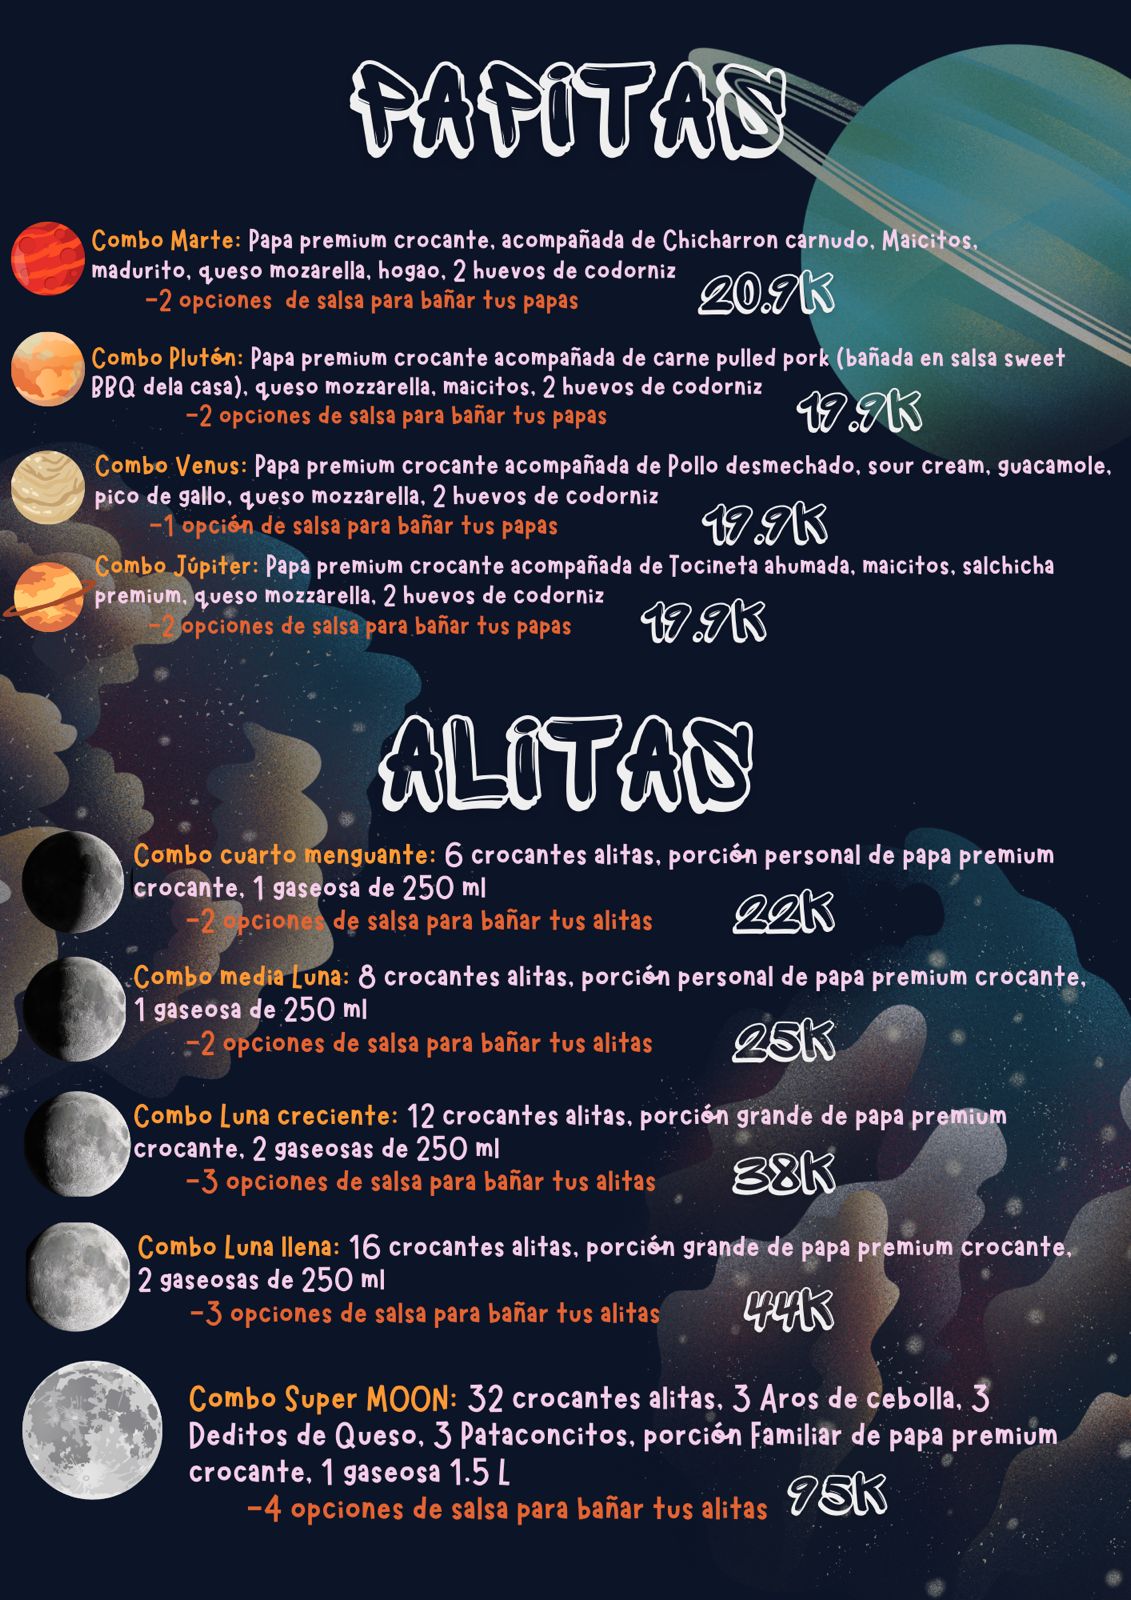 PAPiTAS
Combo Marte: Papa premium crocante, acompañada de Chicharron carnudo, Maicitos,
madurito, queso mozarella, hogao, 2 huevos de codorniz
-2 opciones de salsa para bañar tus papas
20.9K
Combo Plutón: Papa premium crocante acompañada de carne pulled pork (bañada en salsa sweet
BBQ dela casa), queso mozzarella, maicitos, 2 huevos de codorniz
-2 opciones de salsa para bañar tus papas
19.9K
Combo Venus: Papa premium crocante acompañada de Pollo desmechado, sour cream, guacamole,
pico de gallo, queso mozzarella, 2 huevos de codorniz
-1 opción de salsa para bañar tus papas
19.9K
Combo Júpiter: Papa premium crocante acompañada de Tocineta ahumada, maicitos, salchicha
premium, queso mozzarella, 2 huevos de codorniz
-2 opciones de salsa para bañar tus papas
19.9K
ALiTAS
Combo cuarto menguante: 6 crocantes alitas, porción personal de papa premium
crocante, 1 gaseosa de 250 ml
-2 opciones de salsa para bañar tus alitas
22K
Combo media Luna: 8 crocantes alitas, porción personal de papa premium crocante,
1 gaseosa de 250 ml
-2 opciones de salsa para bañar tus alitas
25K
Combo Luna creciente: 12 crocantes alitas, porción grande de papa premium
crocante, 2 gaseosas de 250 ml
-3 opciones de salsa para bañar tus alitas
38K
Combo Luna llena: 16 crocantes alitas, porción grande de papa premium crocante,
2 gaseosas de 250 ml
-3 opciones de salsa para bañar tus alitas
44K
Combo Super MOON: 32 crocantes alitas, 3 Aros de cebolla, 3
Deditos de Queso, 3 Pataconcitos, porción Familiar de papa premium
crocante, 1 gaseosa 1.5 L
-4 opciones de salsa para bañar tus alitas
95K